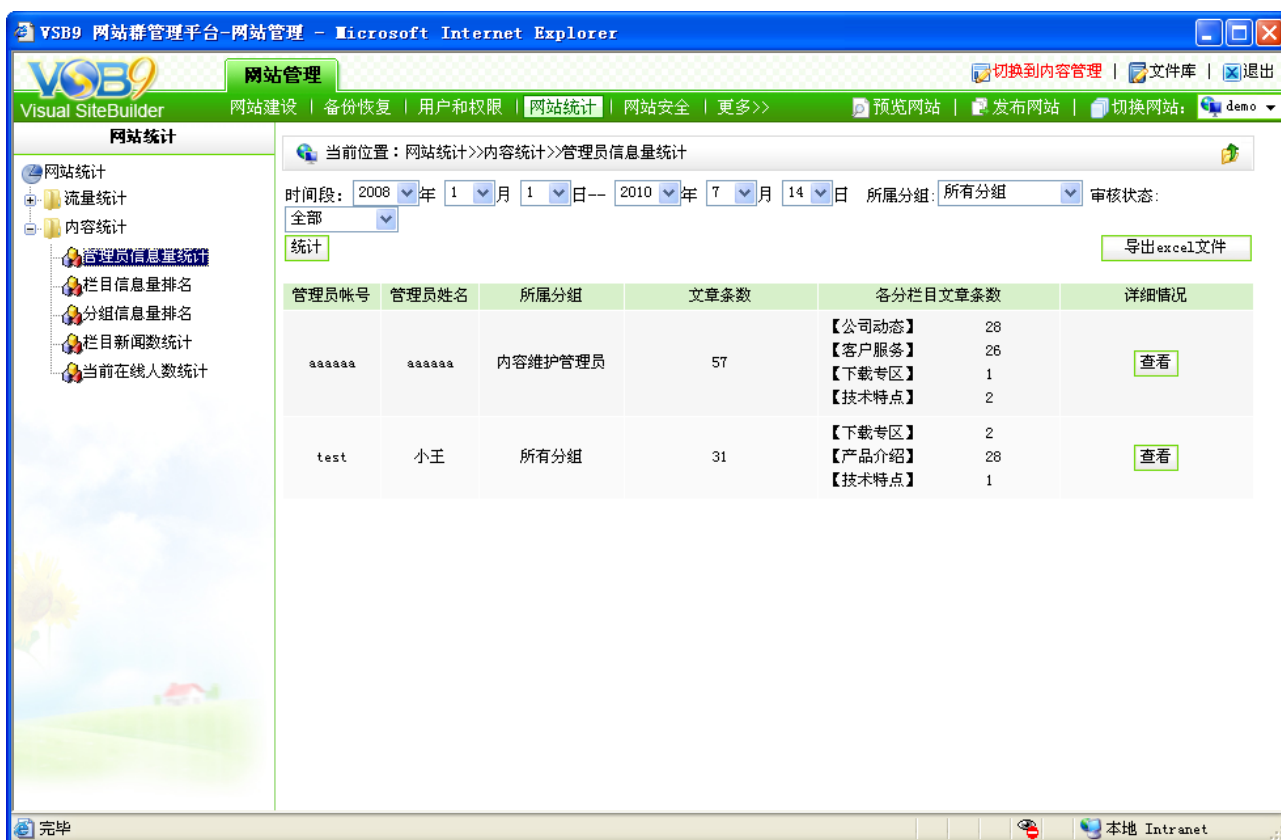 VSB9 网站群管理平台-网站管理 - Microsoft Internet Explorer
VSB9
Visual SiteBuilder
网站管理
切换到内容管理 | 文件库 | 退出
网站建设 | 备份恢复 | 用户和权限 | 网站统计 | 网站安全 | 更多>> 预览网站 | 发布网站 | 切换网站: demo
网站统计
网站统计
流量统计
内容统计
管理员信息量统计
栏目信息量排名
分组信息量排名
栏目新闻数统计
当前在线人数统计
当前位置：网站统计>>内容统计>>管理员信息量统计
时间段: 2008 年 1 月 1 日-- 2010 年 7 月 14 日 所属分组: 所有分组 审核状态:
全部
统计 导出excel文件
管理员帐号 管理员姓名 所属分组 文章条数 各分栏目文章条数 详细情况
aaaaaa aaaaaa 内容维护管理员 57 查看
【公司动态】 28
【客户服务】 26
【下载专区】 1
【技术特点】 2
test 小王 所有分组 31 查看
【下载专区】 2
【产品介绍】 28
【技术特点】 1
完毕 本地 Intranet